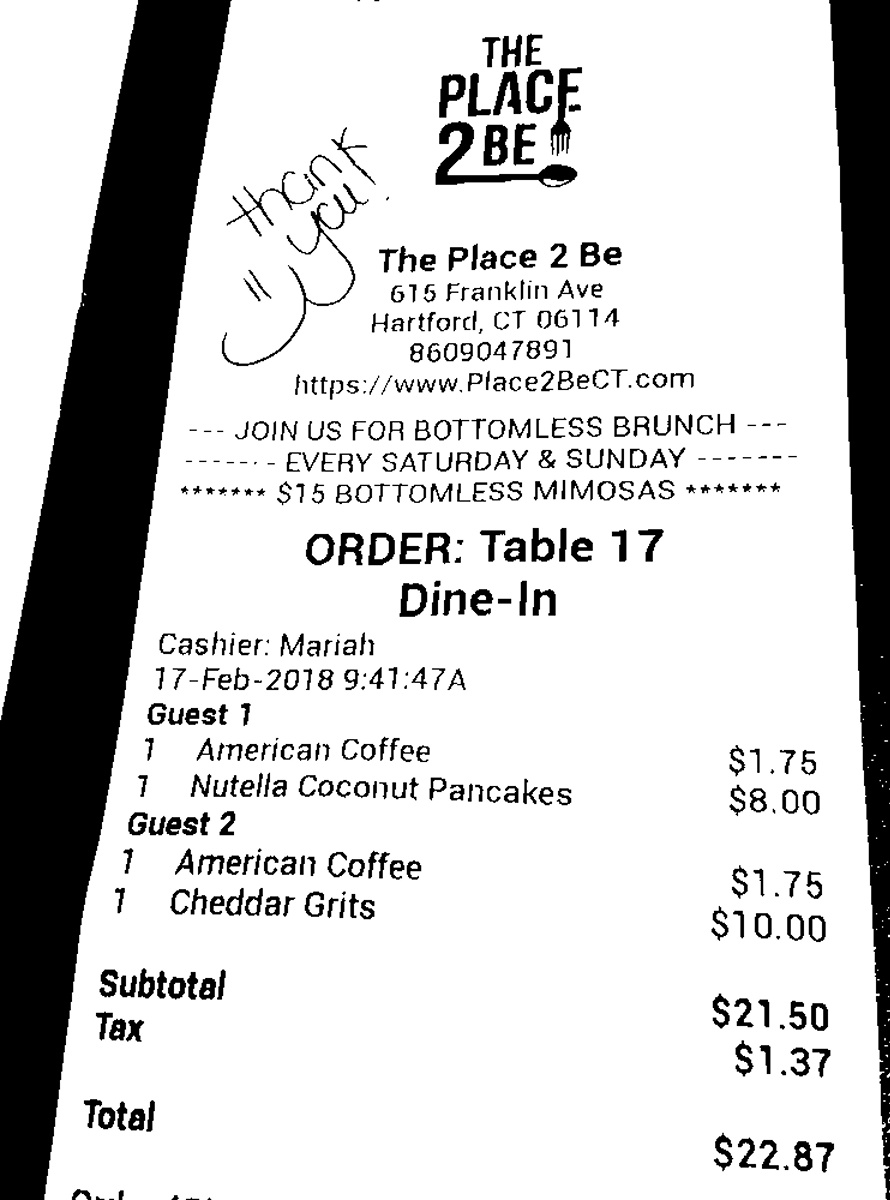 THE
PLACE
2BE
thank
you!
The Place 2 Be
615 Franklin Ave
Hartford, CT 06114
8609047891
https://www.Place2BeCT.com
--- JOIN US FOR BOTTOMLESS BRUNCH ---
------- EVERY SATURDAY & SUNDAY -------
******* $15 BOTTOMLESS MIMOSAS *******
ORDER: Table 17
Dine-In
Cashier: Mariah
17-Feb-2018 9:41:47A
Guest 1
1 American Coffee $1.75
1 Nutella Coconut Pancakes $8.00
Guest 2
1 American Coffee $1.75
1 Cheddar Grits $10.00
Subtotal $21.50
Tax $1.37
Total $22.87